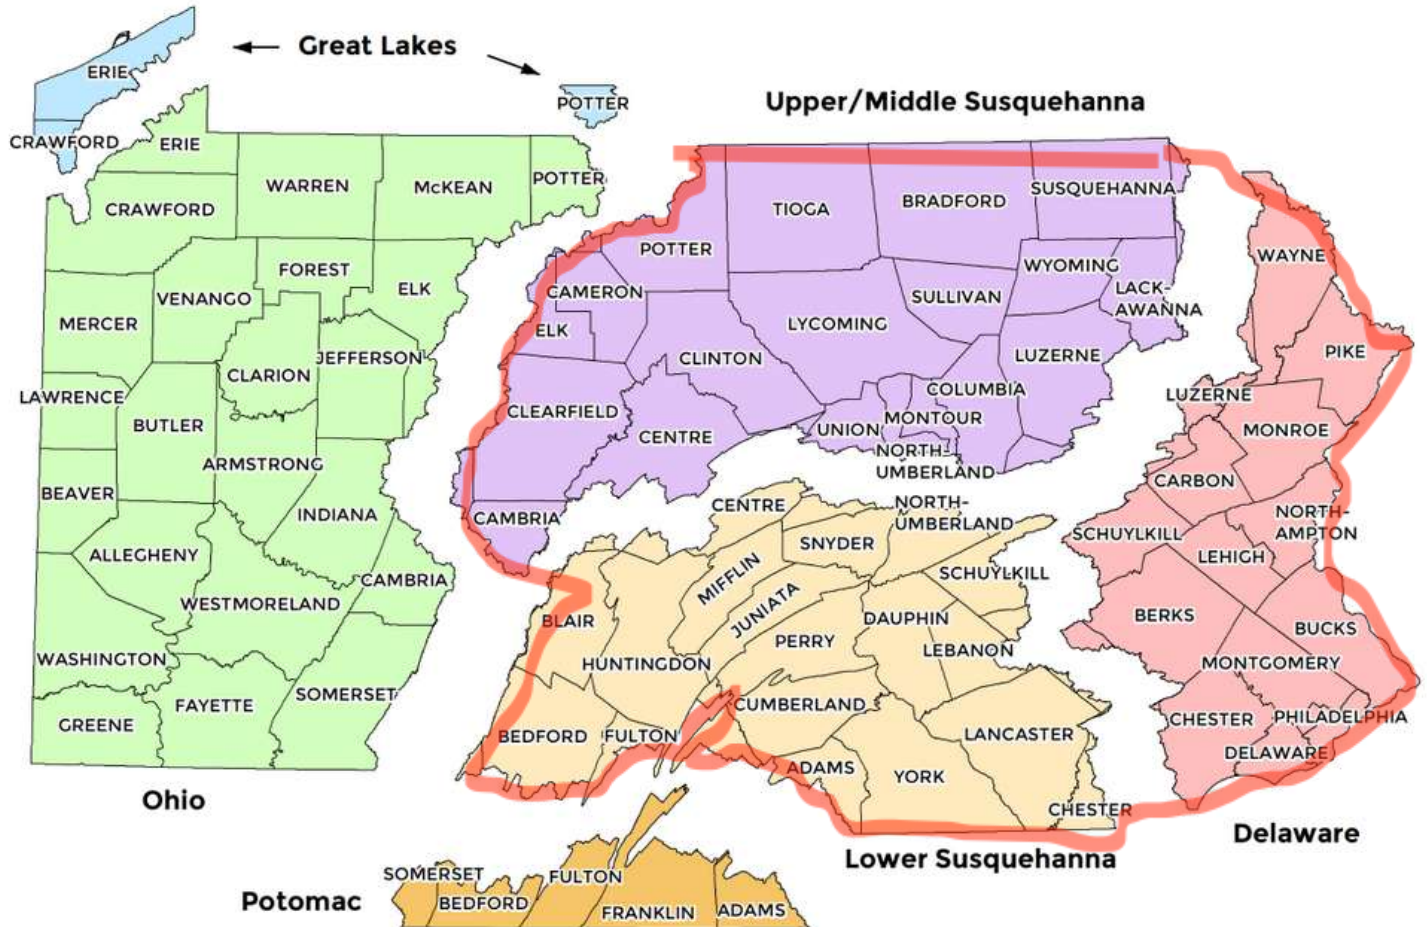 Great Lakes
ERIE
CRAWFORD
POTTER
ERIE
WARREN
McKEAN
POTTER
CRAWFORD
FOREST
ELK
VENANGO
MERCER
JEFFERSON
CLARION
LAWRENCE
BUTLER
ARMSTRONG
BEAVER
INDIANA
ALLEGHENY
CAMBRIA
WESTMORELAND
WASHINGTON
SOMERSET
FAYETTE
GREENE
Ohio
Upper/Middle Susquehanna
TIOGA
BRADFORD
SUSQUEHANNA
POTTER
WYOMING
CAMERON
SULLIVAN
LACK-
AWANNA
ELK
LYCOMING
CLINTON
LUZERNE
COLUMBIA
CLEARFIELD
MONTOUR
UNION
CENTRE
NORTH-
UMBERLAND
CAMBRIA
CENTRE
NORTH-
UMBERLAND
SNYDER
MIFFLIN
SCHUYLKILL
JUNIATA
BLAIR
DAUPHIN
PERRY
LEBANON
HUNTINGDON
CUMBERLAND
BEDFORD
FULTON
LANCASTER
ADAMS
YORK
CHESTER
Lower Susquehanna
WAYNE
PIKE
LUZERNE
MONROE
CARBON
NORTH-
AMPTON
SCHUYLKILL
LEHIGH
BERKS
BUCKS
MONTGOMERY
CHESTER
PHILADELPHIA
DELAWARE
Delaware
SOMERSET
FULTON
BEDFORD
FRANKLIN
ADAMS
Potomac